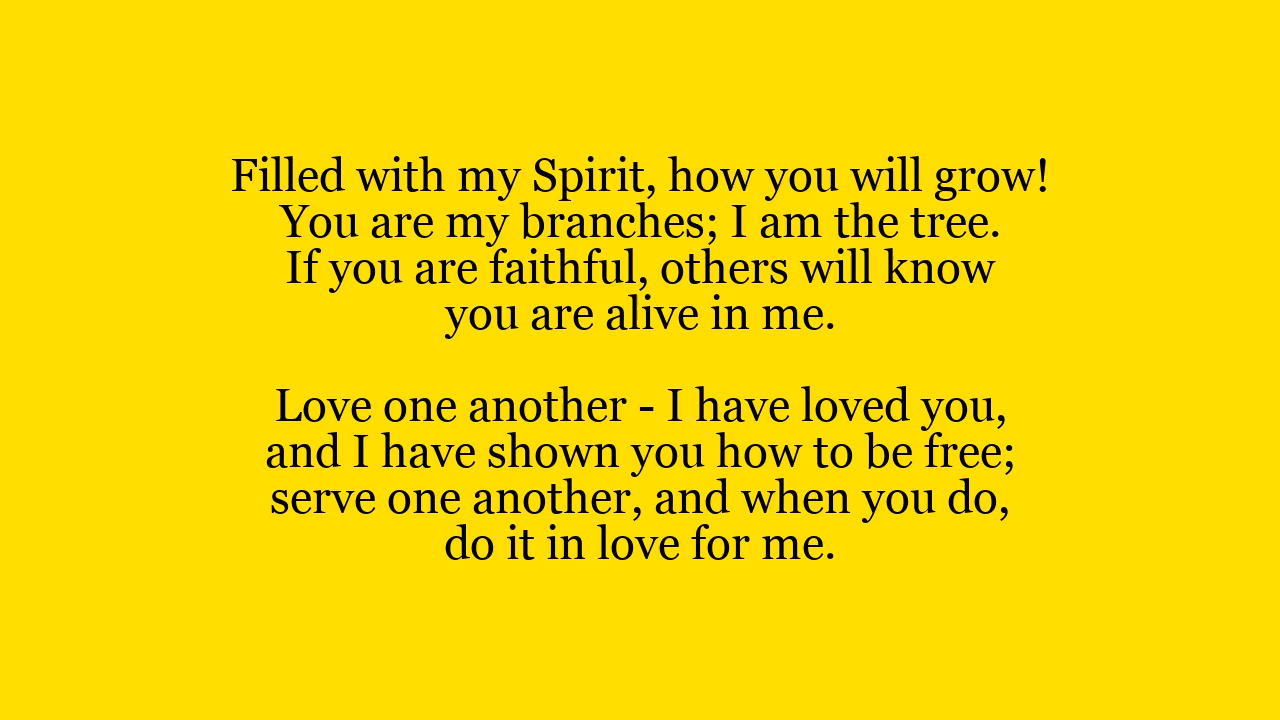 Filled with my Spirit, how you will grow!
You are my branches; I am the tree.
If you are faithful, others will know
you are alive in me.
Love one another - I have loved you,
and I have shown you how to be free;
serve one another, and when you do,
do it in love for me.